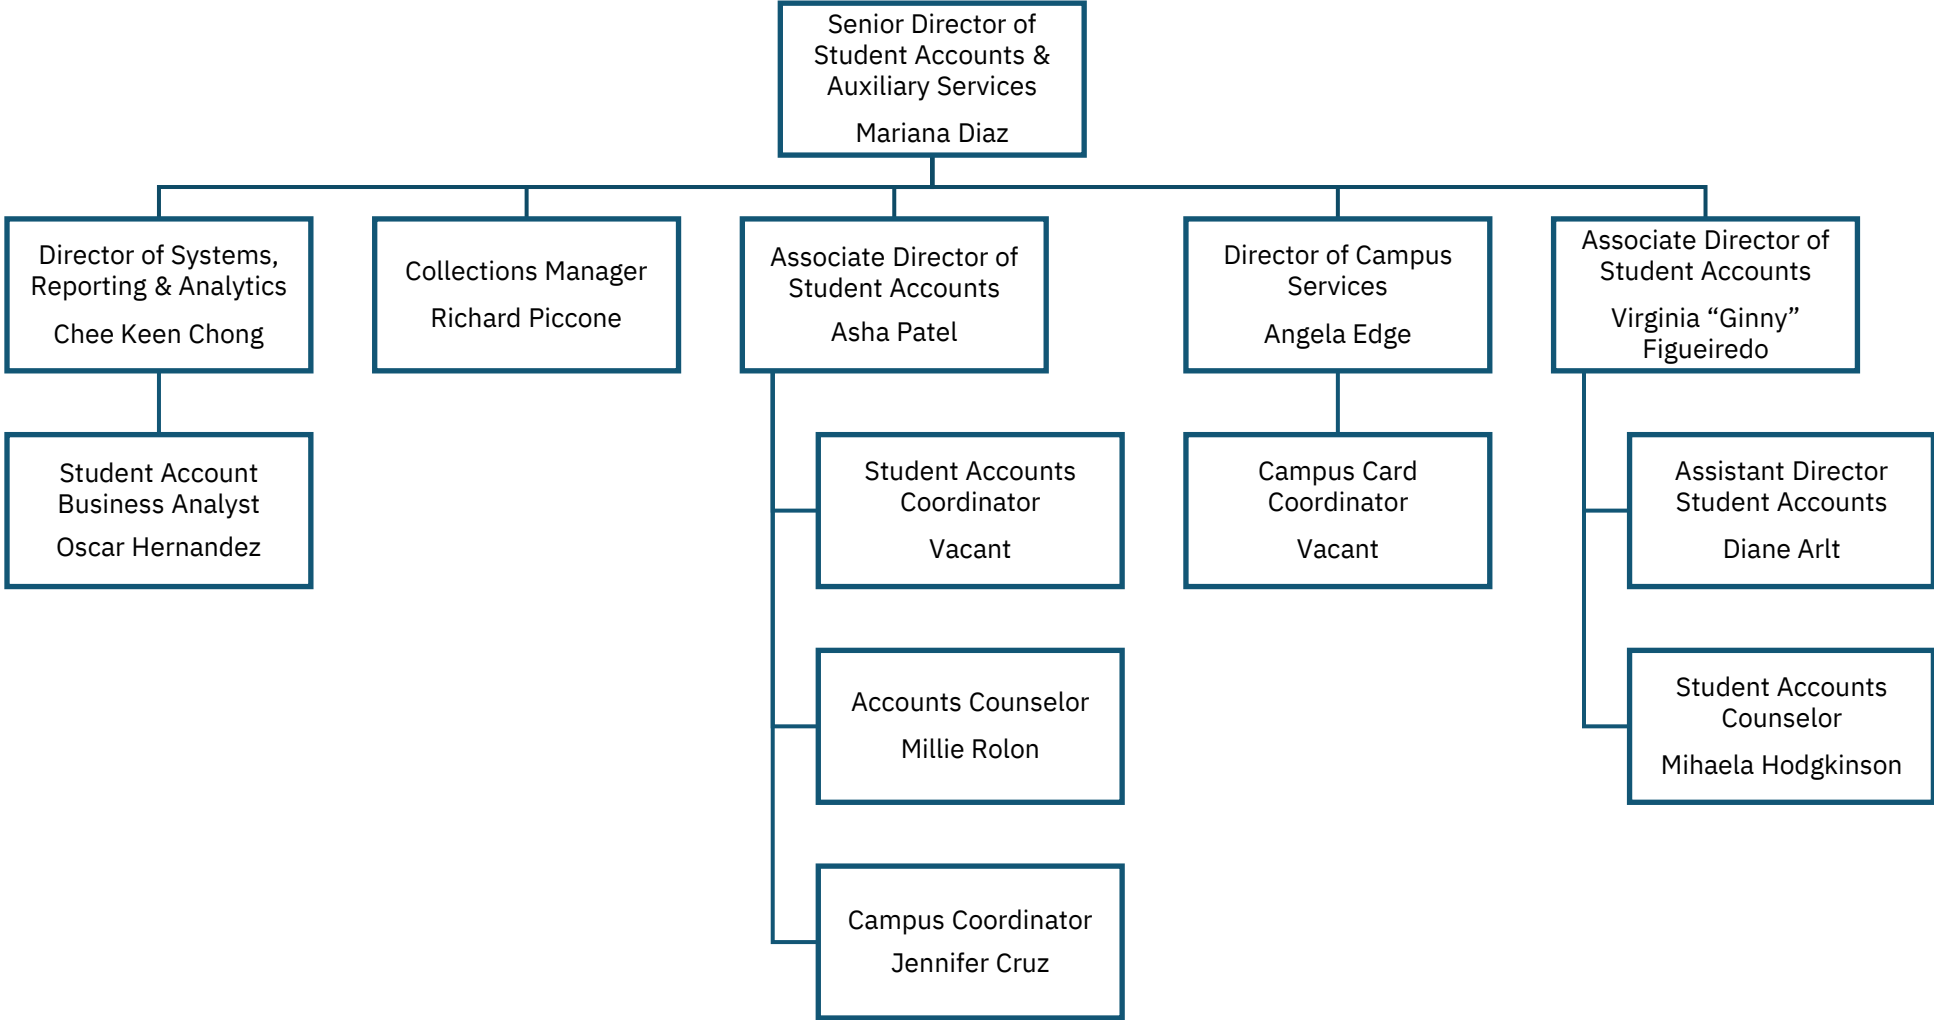 Senior Director of
Student Accounts &
Auxiliary Services
Mariana Diaz
Director of Systems,
Reporting & Analytics
Chee Keen Chong
Collections Manager
Richard Piccone
Associate Director of
Student Accounts
Asha Patel
Director of Campus
Services
Angela Edge
Associate Director of
Student Accounts
Virginia “Ginny”
Figueiredo
Student Account
Business Analyst
Oscar Hernandez
Student Accounts
Coordinator
Vacant
Campus Card
Coordinator
Vacant
Assistant Director
Student Accounts
Diane Arlt
Accounts Counselor
Millie Rolon
Student Accounts
Counselor
Mihaela Hodgkinson
Campus Coordinator
Jennifer Cruz